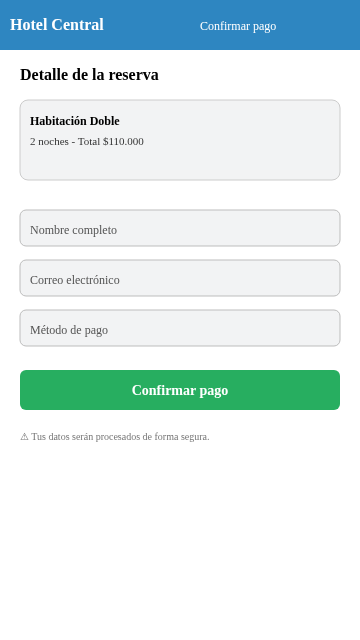 Hotel Central
Confirmar pago
Detalle de la reserva
Habitación Doble
2 noches - Total $110.000
Nombre completo
Correo electrónico
Método de pago
Confirmar pago
⚠ Tus datos serán procesados de forma segura.